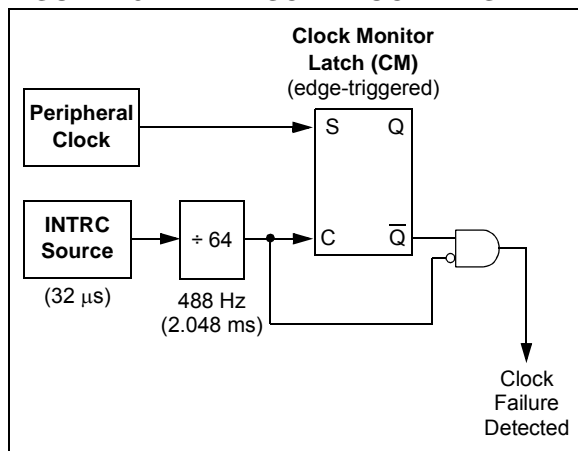 Clock Monitor
Latch (CM)
(edge-triggered)
Peripheral
Clock
S
Q
INTRC
Source
÷ 64
C
Q̅
(32 μs)
488 Hz
(2.048 ms)
Clock
Failure
Detected